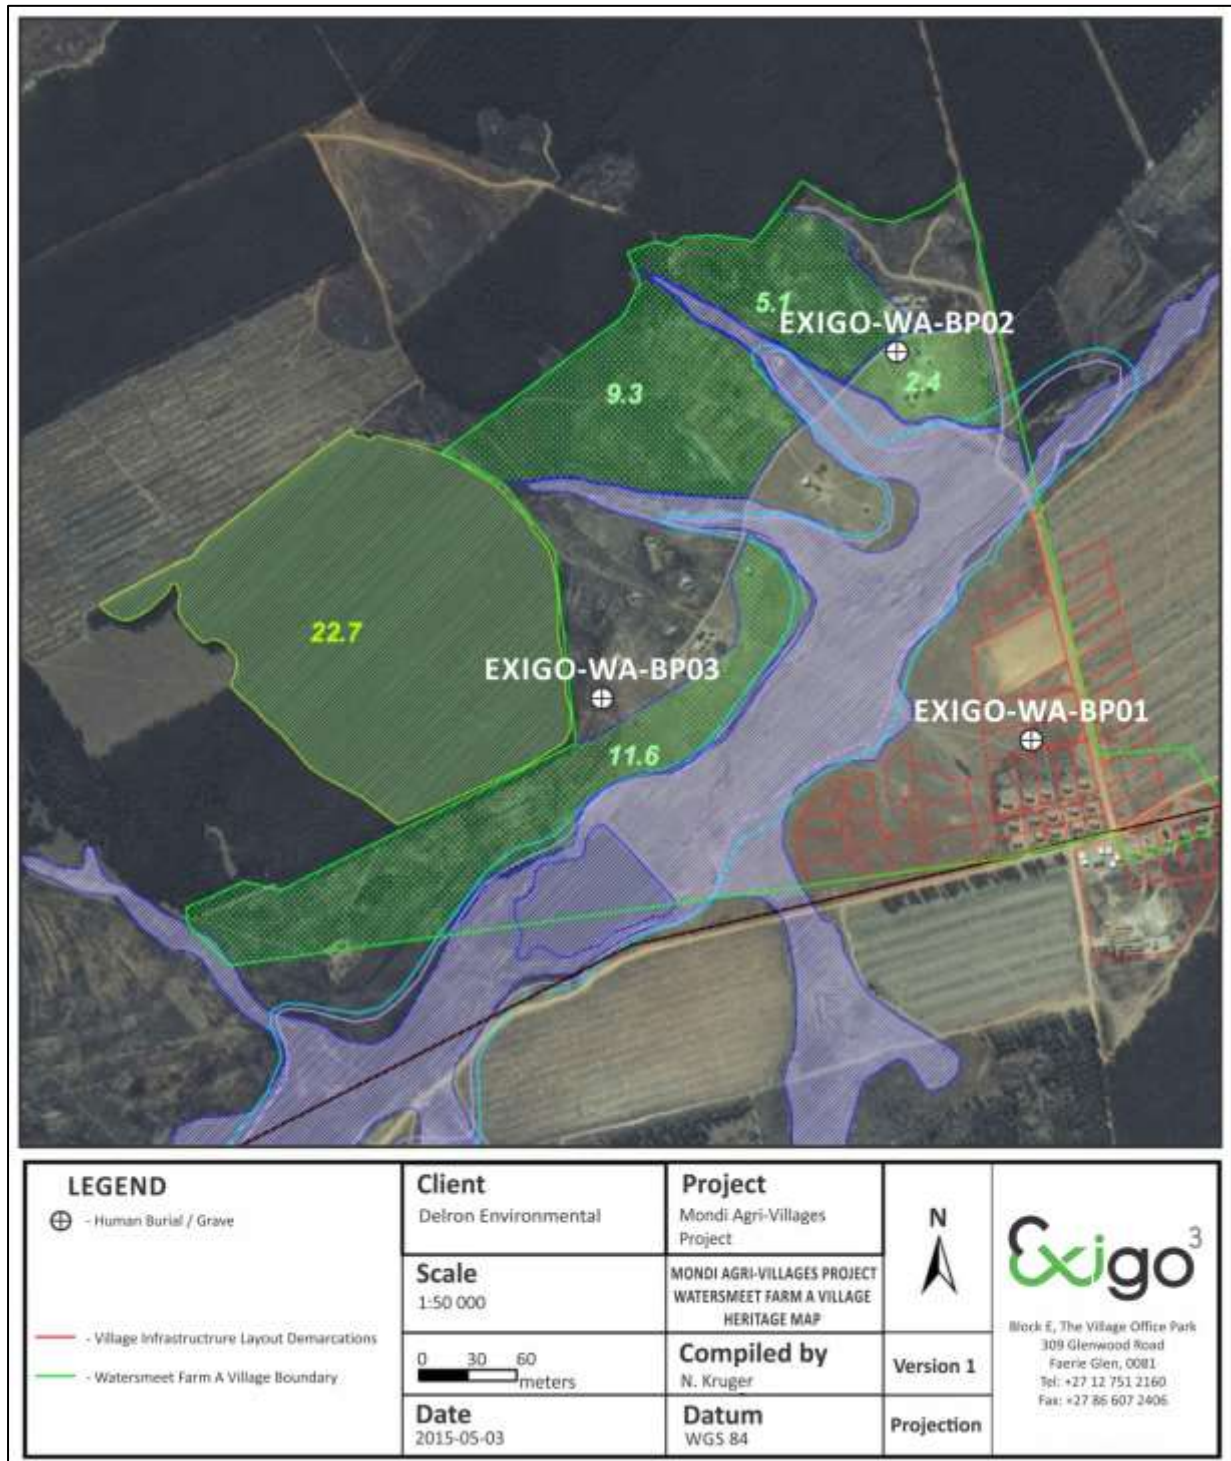 5.1
EXIGO-WA-BP02
2.4
9.3
22.7
EXIGO-WA-BP03
EXIGO-WA-BP01
11.6
LEGEND
- Human Burial / Grave
- Village Infrastructrure Layout Demarcations
- Watersmeet Farm A Village Boundary
Client
Delron Environmental
Project
Mondi Agri-Villages
Project
Scale
1:50 000
MONDI AGRI-VILLAGES PROJECT
WATERSMEET FARM A VILLAGE
HERITAGE MAP
0 30 60
meters
Compiled by
N. Kruger
Date
2015-05-03
Datum
WGS 84
N
Version 1
Projection
Exigo3
Block E, The Village Office Park
309 Glenwood Road
Faerie Glen, 0081
Tel: +27 12 751 2160
Fax: +27 86 607 2406